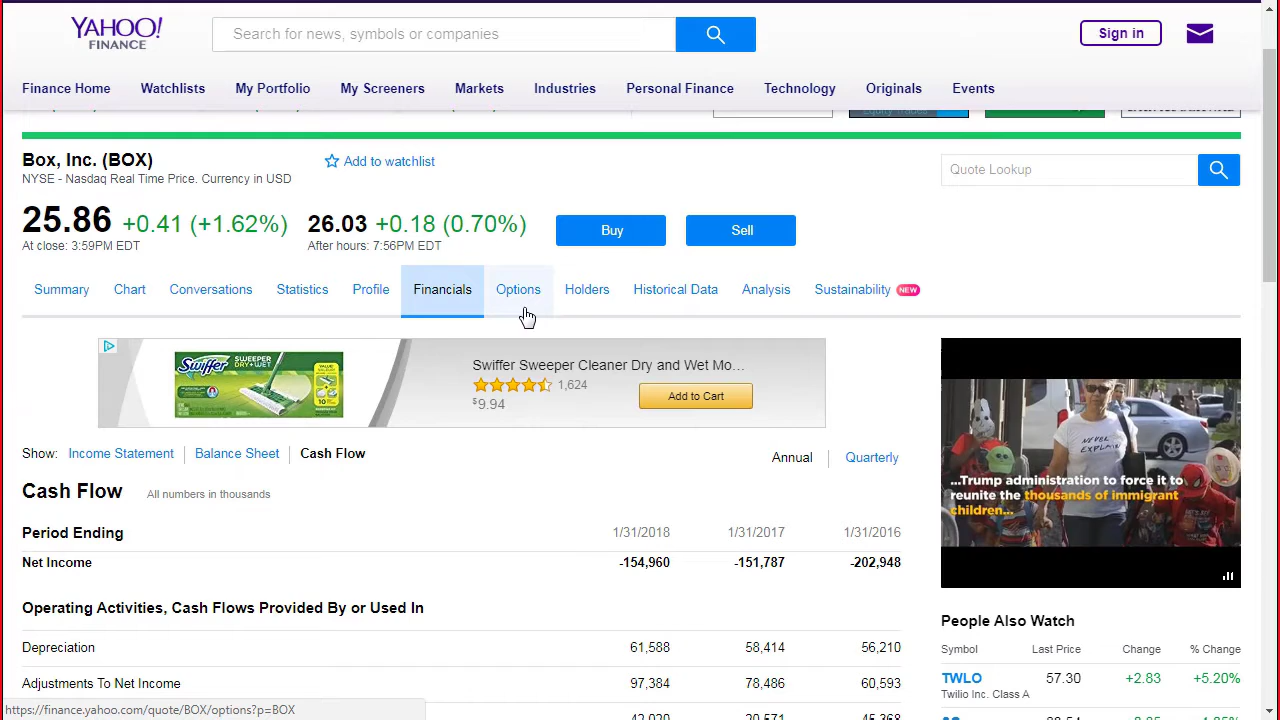 YAHOO!
FINANCE
Search for news, symbols or companies
Sign in
Finance Home Watchlists My Portfolio My Screeners Markets Industries Personal Finance Technology Originals Events
Box, Inc. (BOX)
Add to watchlist
Quote Lookup
NYSE - Nasdaq Real Time Price. Currency in USD
25.86 +0.41 (+1.62%) 26.03 +0.18 (0.70%)
Buy Sell
At close: 3:59PM EDT After hours: 7:56PM EDT
Summary Chart Conversations Statistics Profile Financials Options Holders Historical Data Analysis Sustainability NEW
Swiffer
SWEEPER
DRY+WET
Swiffer Sweeper Cleaner Dry and Wet Mo...
1,624
$9.94
Add to Cart
NEVER
EXPLAIN
...Trump administration to force it to
reunite the thousands of immigrant
children...
Show: Income Statement Balance Sheet Cash Flow
Annual Quarterly
Cash Flow All numbers in thousands
Period Ending 1/31/2018 1/31/2017 1/31/2016
Net Income -154,960 -151,787 -202,948
Operating Activities, Cash Flows Provided By or Used In
Depreciation 61,588 58,414 56,210
Adjustments To Net Income 97,384 78,486 60,593
People Also Watch
Symbol Last Price Change % Change
TWLO 57.30 +2.83 +5.20%
Twilio Inc. Class A
https://finance.yahoo.com/quote/BOX/options?p=BOX